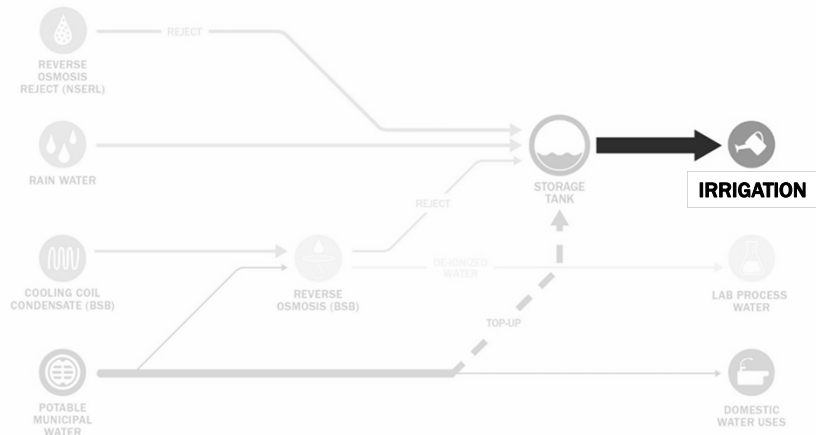 REJECT
REVERSE
OSMOSIS
REJECT (NSERL)
RAIN WATER
STORAGE
TANK
IRRIGATION
REJECT
DE-IONIZED
WATER
COOLING COIL
CONDENSATE (BSB)
REVERSE
OSMOSIS (BSB)
LAB PROCESS
WATER
TOP-UP
POTABLE
MUNICIPAL
WATER
DOMESTIC
WATER USES